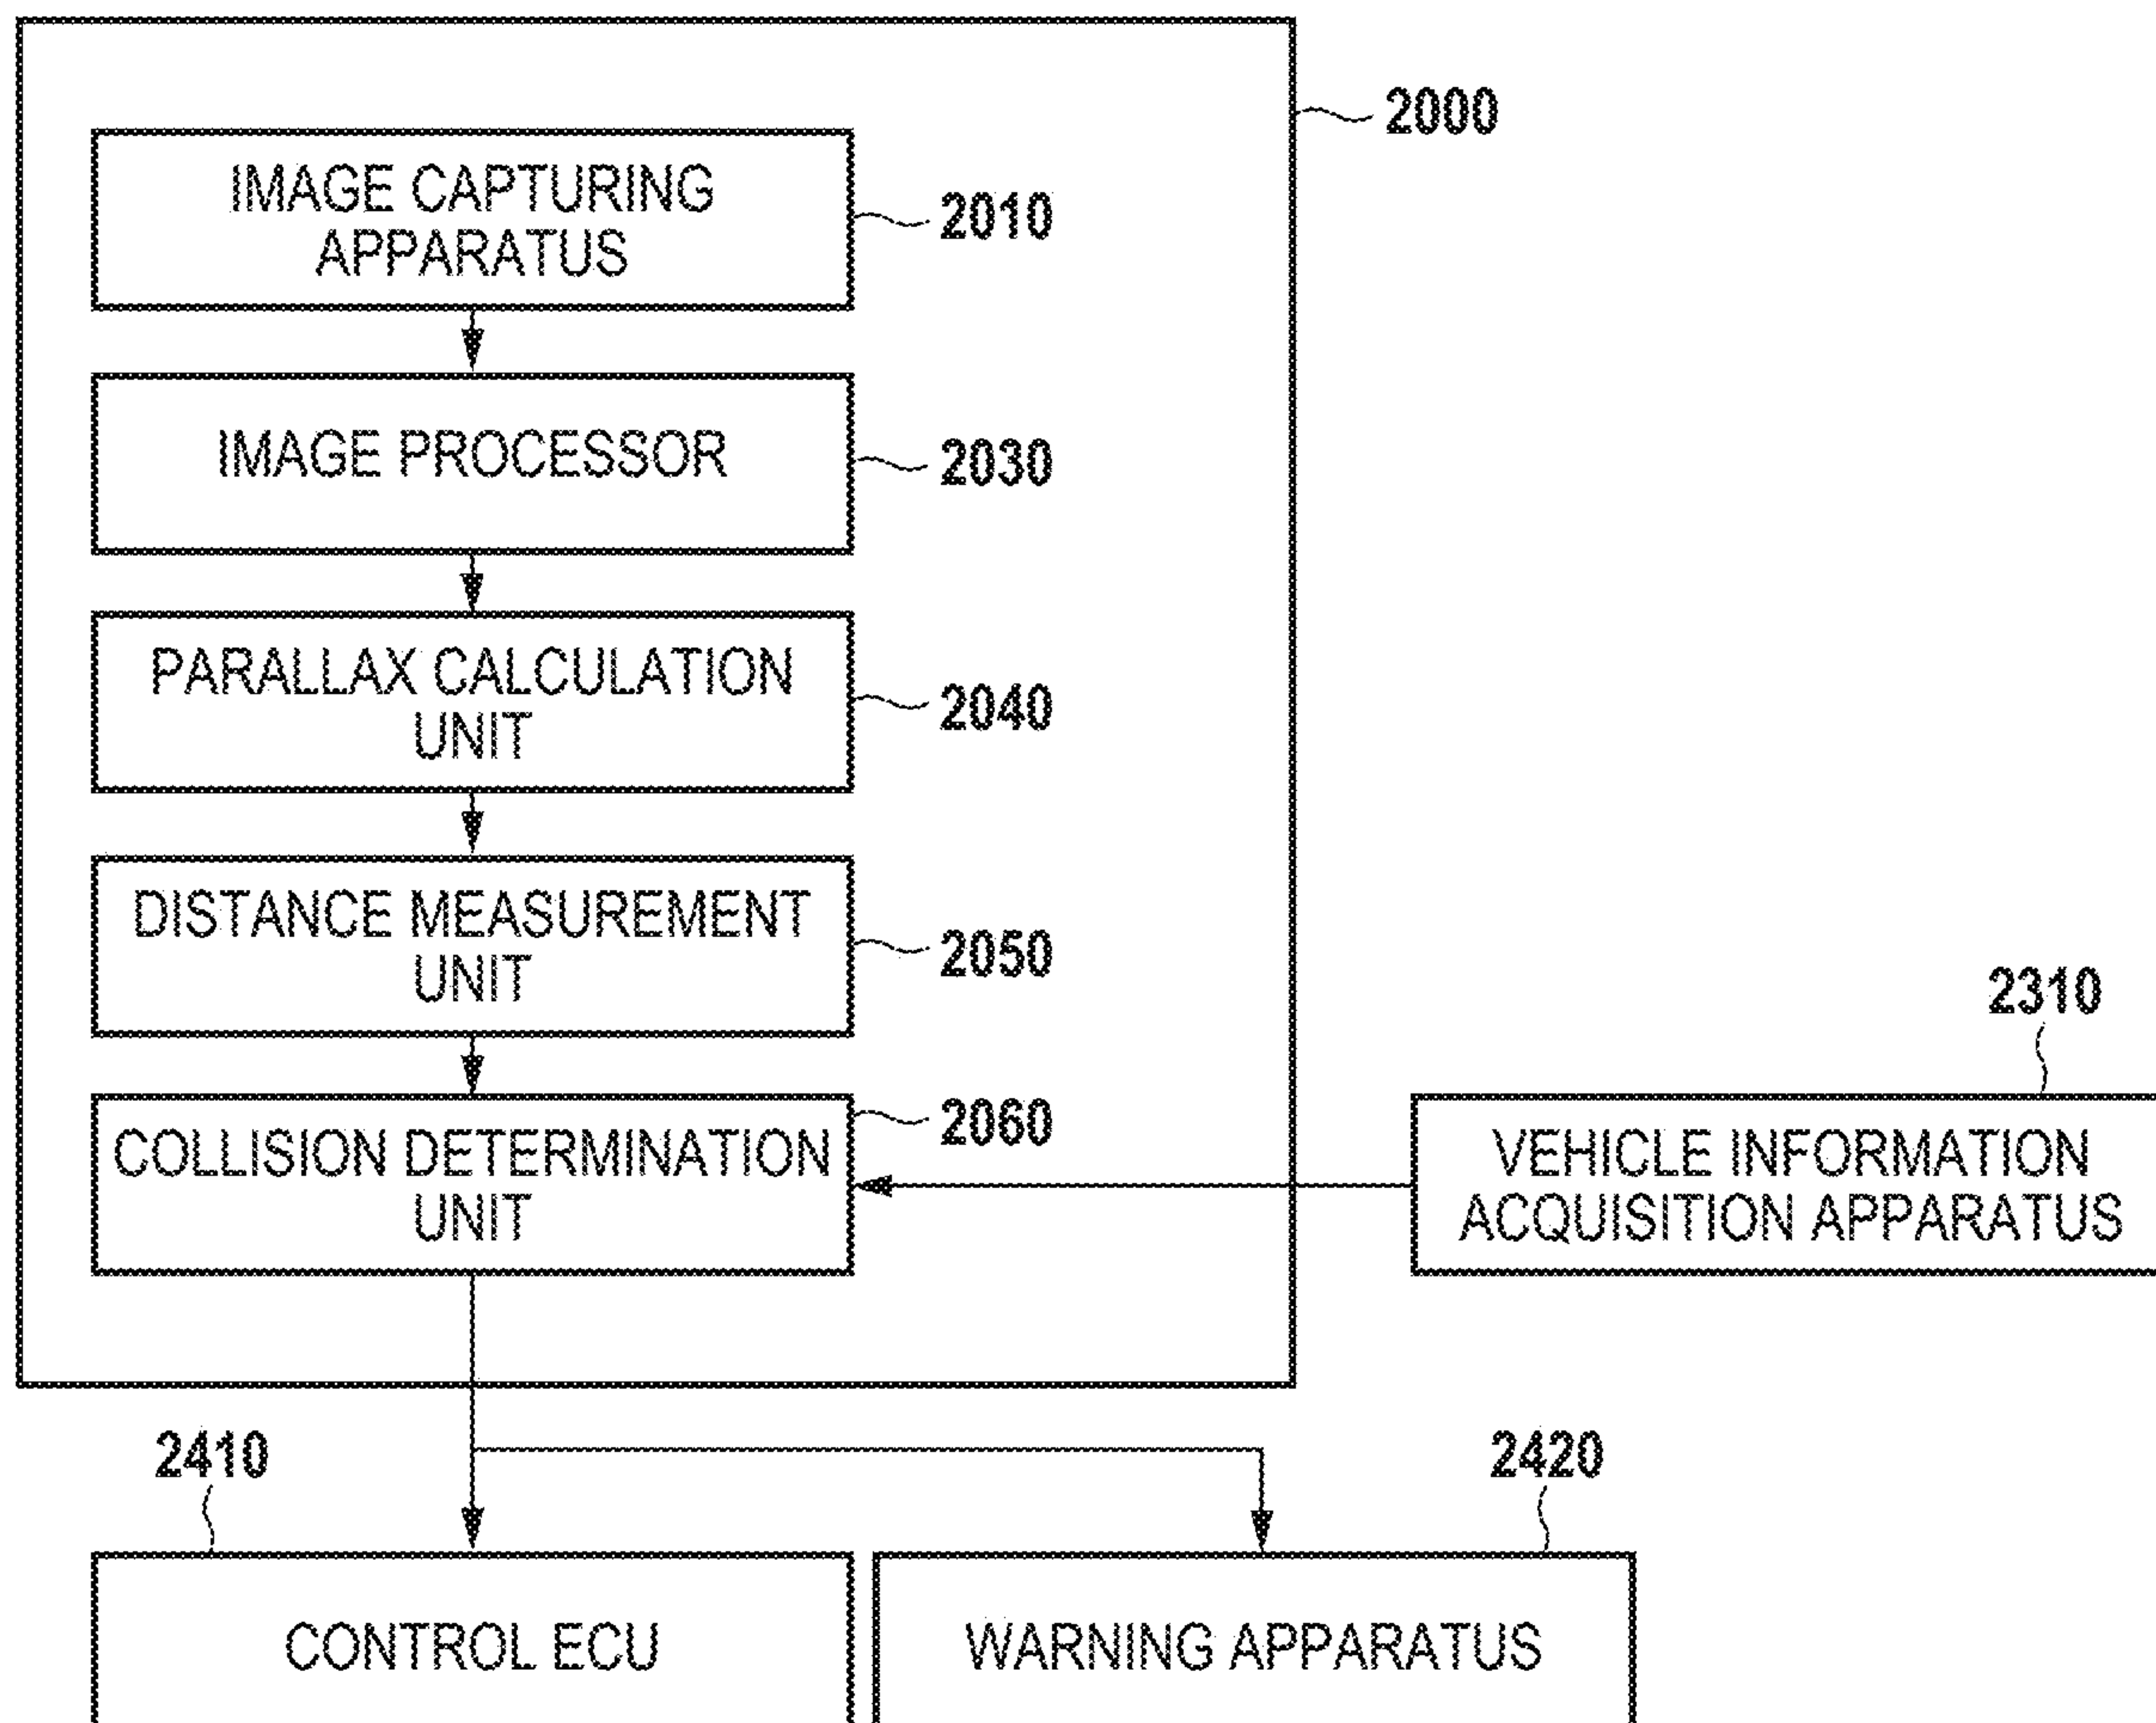 2000
IMAGE CAPTURING
APPARATUS
2010
IMAGE PROCESSOR
2030
PARALLAX CALCULATION
UNIT
2040
DISTANCE MEASUREMENT
UNIT
2050
2310
2060
COLLISION DETERMINATION
UNIT
VEHICLE INFORMATION
ACQUISITION APPARATUS
2410
2420
CONTROL ECU
WARNING APPARATUS